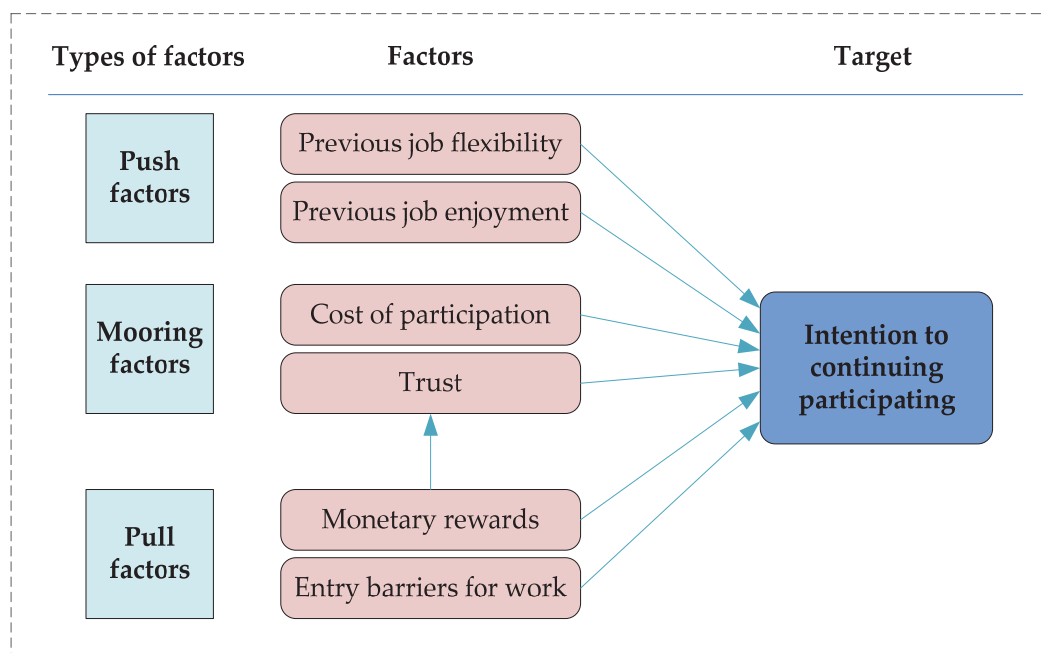 Types of factors
Factors
Target
Push
factors
Previous job flexibility
Previous job enjoyment
Mooring
factors
Cost of participation
Trust
Intention to
continuing
participating
Pull
factors
Monetary rewards
Entry barriers for work